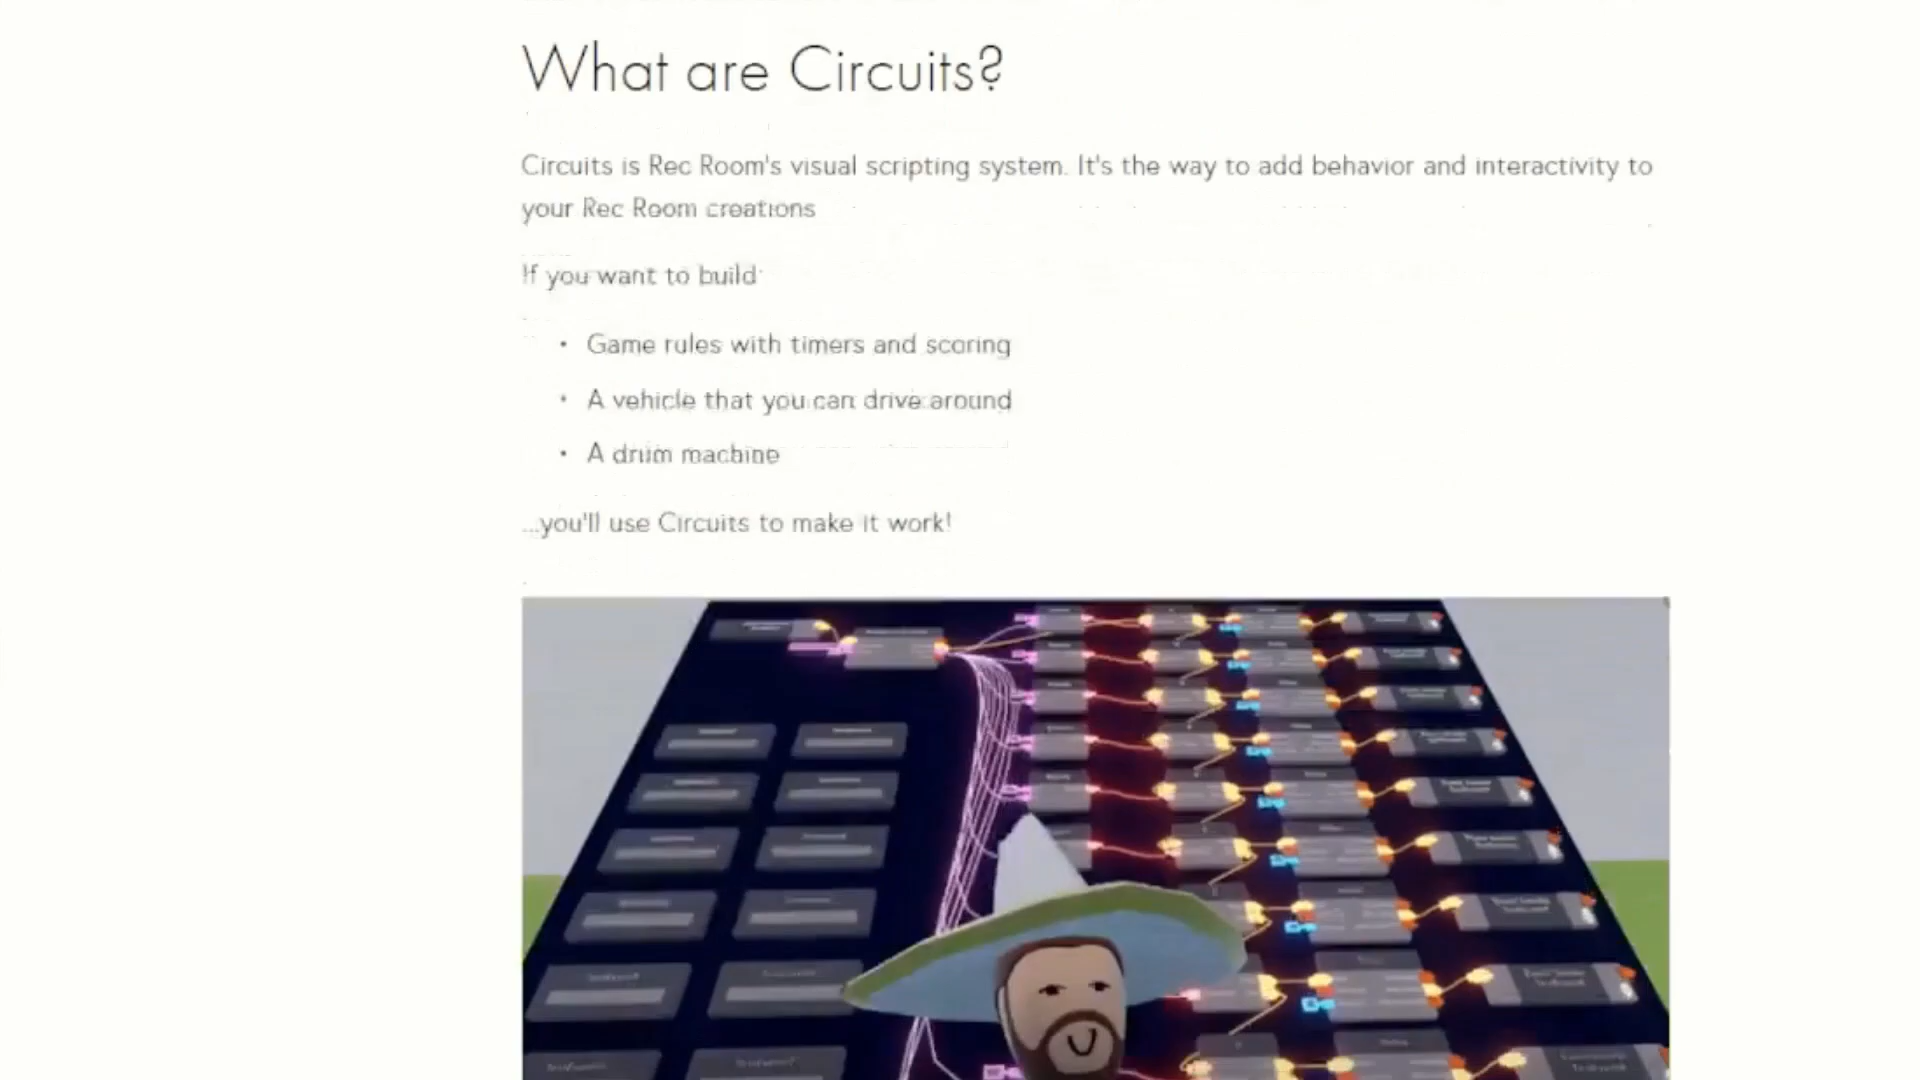 What are Circuits?
Circuits is Rec Room's visual scripting system. It's the way to add behavior and interactivity to
your Rec Room creations
If you want to build
• Game rules with timers and scoring
• A vehicle that you can drive around
• A drum machine
...you'll use Circuits to make it work!